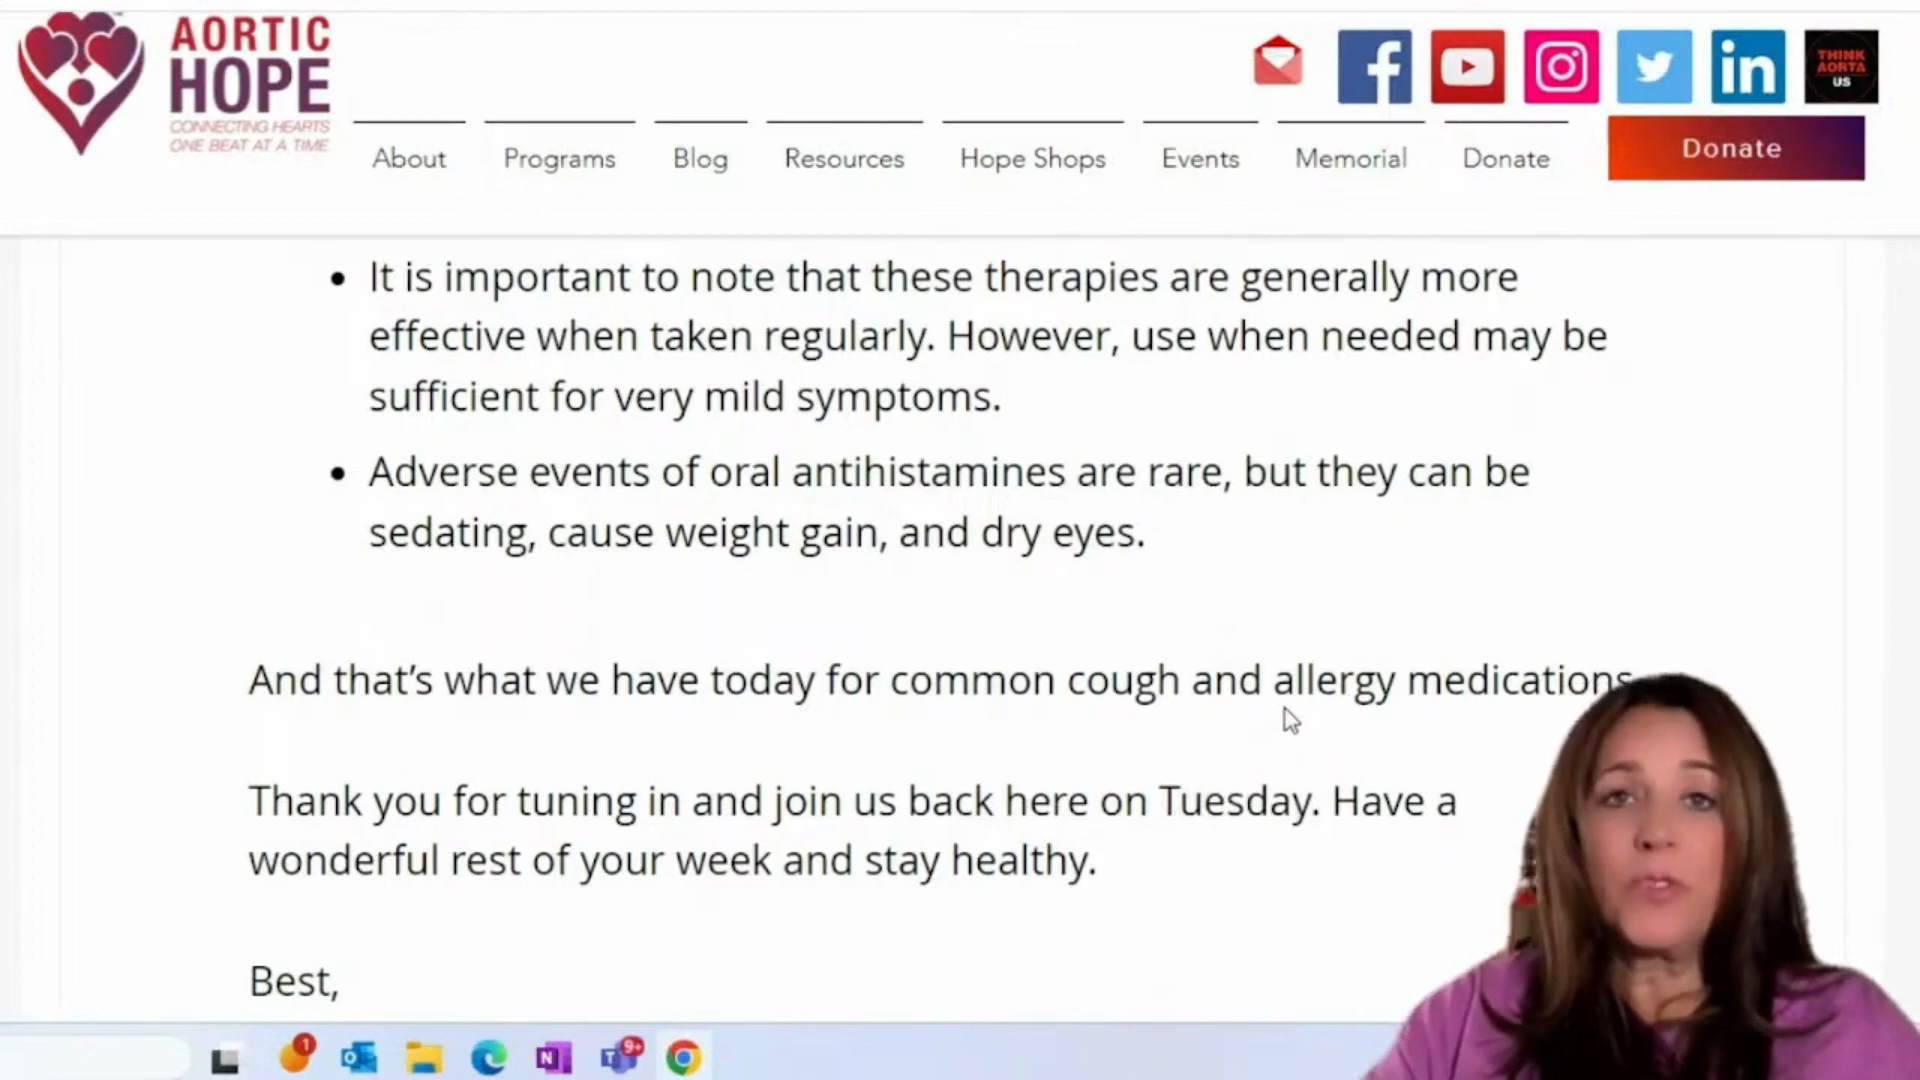 AORTIC
HOPE
CONNECTING HEARTS
ONE BEAT AT A TIME
THINK
AORTA
US
About Programs Blog Resources Hope Shops Events Memorial Donate Donate
• It is important to note that these therapies are generally more
effective when taken regularly. However, use when needed may be
sufficient for very mild symptoms.
• Adverse events of oral antihistamines are rare, but they can be
sedating, cause weight gain, and dry eyes.
And that's what we have today for common cough and allergy medications
Thank you for tuning in and join us back here on Tuesday. Have a
wonderful rest of your week and stay healthy.
Best,
1
9+